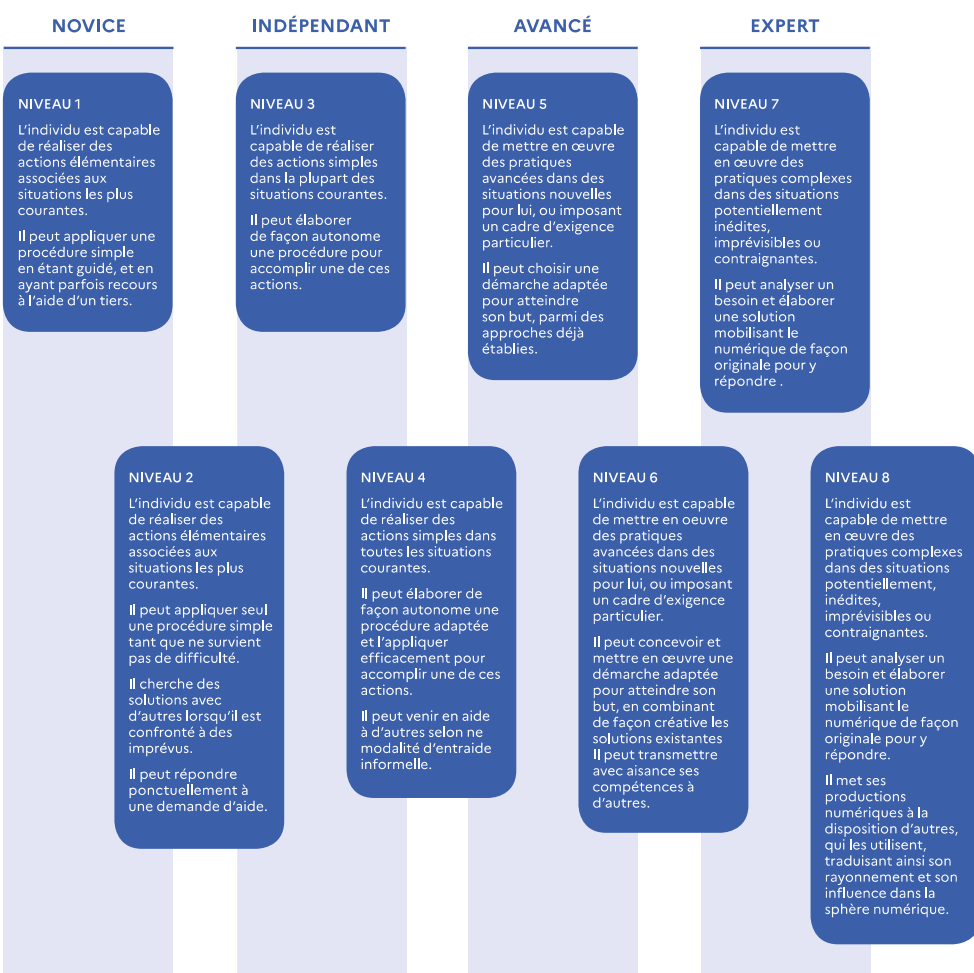 NOVICE
INDÉPENDANT
AVANCÉ
EXPERT
NIVEAU 1
L'individu est capable
de réaliser des
actions élémentaires
associées aux
situations les plus
courantes.
Il peut appliquer une
procédure simple
en étant guidé, et en
ayant parfois recours
à l'aide d'un tiers.
NIVEAU 3
L'individu est
capable de réaliser
des actions simples
dans la plupart des
situations courantes.
Il peut élaborer
de façon autonome
une procédure pour
accomplir une de ces
actions.
NIVEAU 5
L'individu est capable
de mettre en œuvre
des pratiques
avancées dans des
situations nouvelles
pour lui, ou imposant
un cadre d'exigence
particulier.
Il peut choisir une
démarche adaptée
pour atteindre
son but, parmi des
approches déjà
établies.
NIVEAU 7
L'individu est
capable de mettre
en œuvre des
pratiques complexes
dans des situations
potentiellement
inédites,
imprévisibles ou
contraignantes.
Il peut analyser un
besoin et élaborer
une solution
mobilisant le
numérique de façon
originale pour y
répondre .
NIVEAU 2
L'individu est capable
de réaliser des
actions élémentaires
associées aux
situations les plus
courantes.
Il peut appliquer seul
une procédure simple
tant que ne survient
pas de difficulté.
Il cherche des
solutions avec
d'autres lorsqu'il est
confronté à des
imprévus.
Il peut répondre
ponctuellement à
une demande d'aide.
NIVEAU 4
L'individu est capable
de réaliser des
actions simples dans
toutes les situations
courantes.
Il peut élaborer de
façon autonome une
procédure adaptée
et l'appliquer
efficacement pour
accomplir une de ces
actions.
Il peut venir en aide
à d'autres selon ne
modalité d'entraide
informelle.
NIVEAU 6
L'individu est capable
de mettre en oeuvre
des pratiques
avancées dans des
situations nouvelles
pour lui, ou imposant
un cadre d'exigence
particulier.
Il peut concevoir et
mettre en œuvre une
démarche adaptée
pour atteindre son
but, en combinant
de façon créative les
solutions existantes
Il peut transmettre
avec aisance ses
compétences à
d'autres.
NIVEAU 8
L'individu est
capable de mettre
en œuvre des
pratiques complexes
dans des situations
potentiellement,
inédites,
imprévisibles ou
contraignantes.
Il peut analyser un
besoin et élaborer
une solution
mobilisant le
numérique de façon
originale pour y
répondre.
Il met ses
productions
numériques à la
disposition d'autres,
qui les utilisent,
traduisant ainsi son
rayonnement et son
influence dans la
sphère numérique.